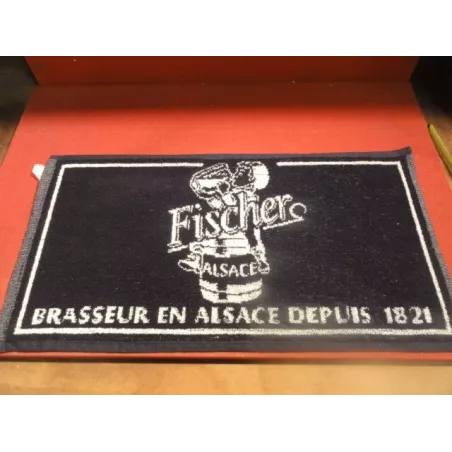 Fischer
ALSACE
BRASSEUR EN ALSACE DEPUIS 1821